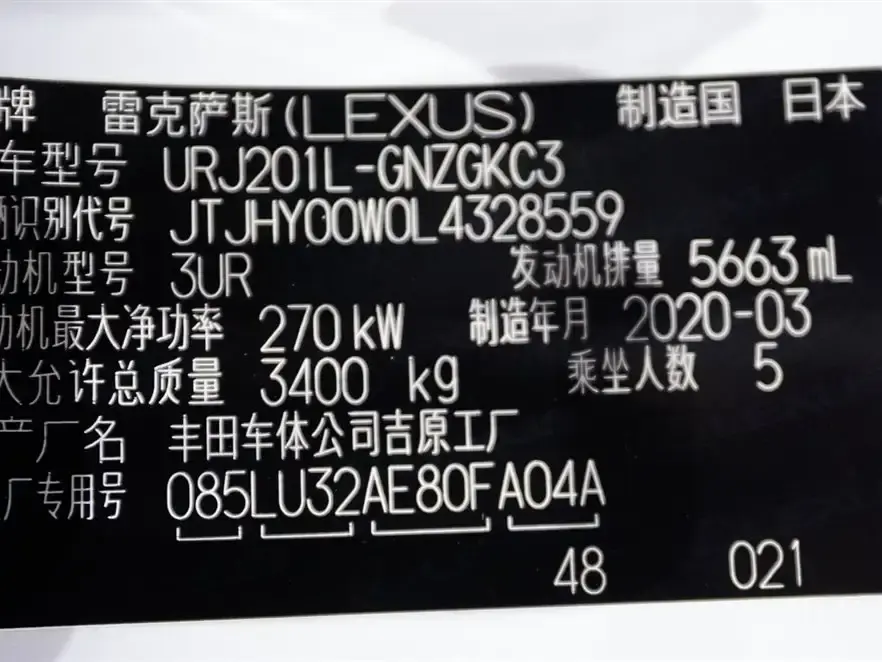 牌 雷克萨斯(LEXUS) 制造国 日本
车型号 URJ201L-GNZGKC3
辆识别代号 JTJHY00W0L4328559
动机型号 3UR 发动机排量 5663mL
动机最大净功率 270kW 制造年月 2020-03
大允许总质量 3400 kg 乘坐人数 5
产厂名 丰田车体公司吉原工厂
厂专用号 085LU32AE80FA04A
48 021